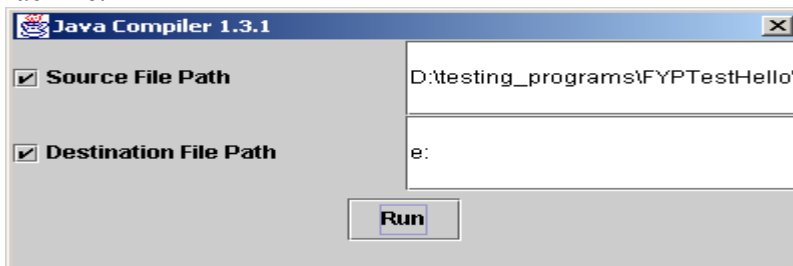 Java Compiler 1.3.1
Source File Path
D:\testing_programs\FYPTestHello\
Destination File Path
e:
Run